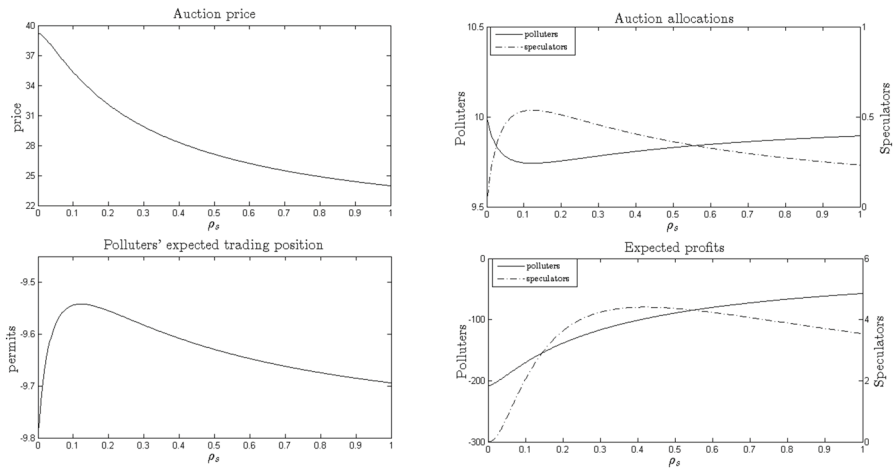 Auction price
40
37
34
31
28
25
22
price
0 0.1 0.2 0.3 0.4 0.5 0.6 0.7 0.8 0.9 1
ρs
Auction allocations
polluters
speculators
10.5
10
9.5
Polluters
1
0.5
0
Speculators
0 0.1 0.2 0.3 0.4 0.5 0.6 0.7 0.8 0.9 1
ρs
Polluters' expected trading position
-9.5
-9.6
-9.7
-9.8
permits
0 0.1 0.2 0.3 0.4 0.5 0.6 0.7 0.8 0.9 1
ρs
Expected profits
polluters
speculators
0
-100
-200
-300
Polluters
6
4
2
0
Speculators
0 0.1 0.2 0.3 0.4 0.5 0.6 0.7 0.8 0.9 1
ρs